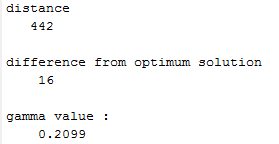 distance
442
difference from optimum solution
16
gamma value :
0.2099